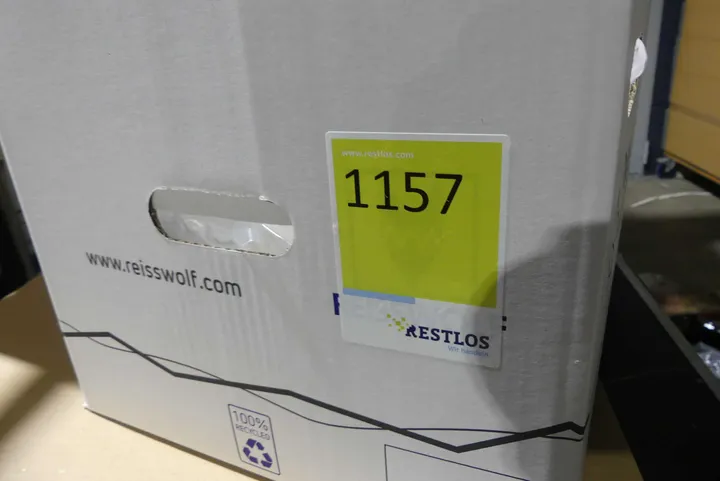 www.restlos.com
1157
www.reisswolf.com
RESTLOS
100%
RECYCLED